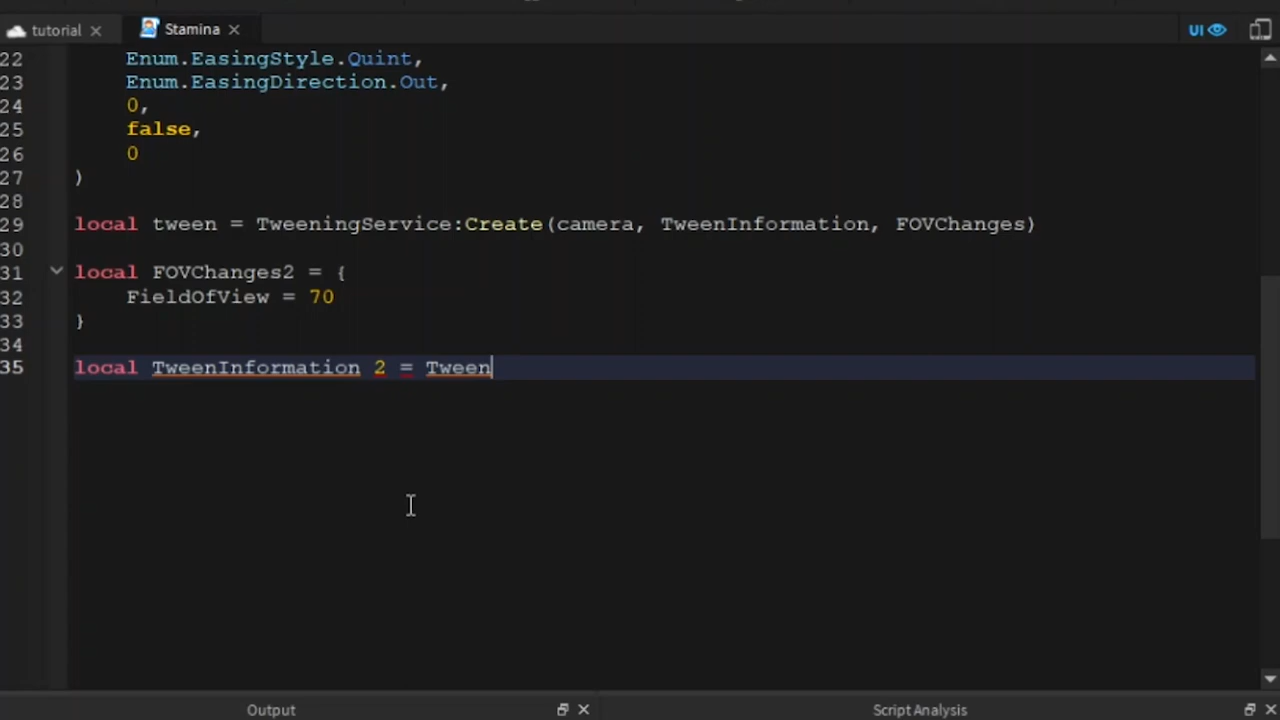 tutorial Stamina UI
22 Enum.EasingStyle.Quint,
23 Enum.EasingDirection.Out,
24 0,
25 false,
26 0
27 )
28
29 local tween = TweeningService:Create(camera, TweenInformation, FOVChanges)
30
31 local FOVChanges2 = {
32 FieldOfView = 70
33 }
34
35 local TweenInformation 2 = Tween
Output Script Analysis